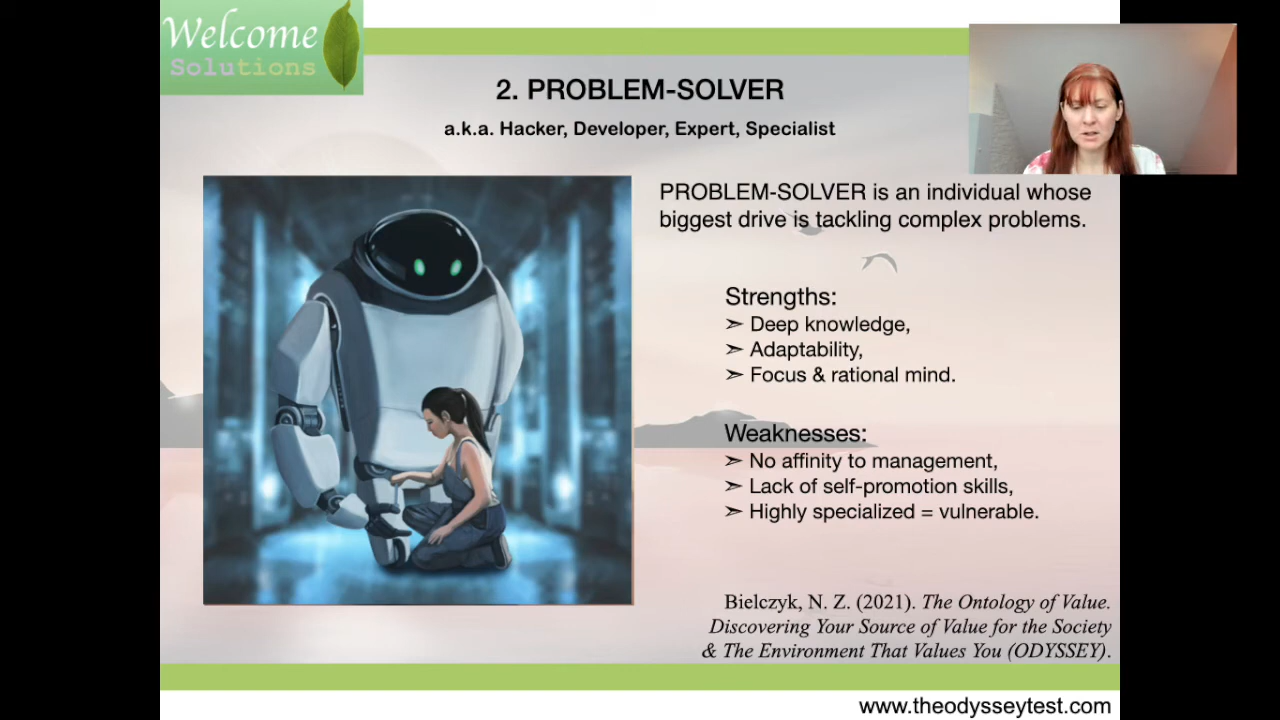 Welcome
Solutions
2. PROBLEM-SOLVER
a.k.a. Hacker, Developer, Expert, Specialist
PROBLEM-SOLVER is an individual whose
biggest drive is tackling complex problems.
Strengths:
➣ Deep knowledge,
➣ Adaptability,
➣ Focus & rational mind.
Weaknesses:
➣ No affinity to management,
➣ Lack of self-promotion skills,
➣ Highly specialized = vulnerable.
Bielczyk, N. Z. (2021). The Ontology of Value.
Discovering Your Source of Value for the Society
& The Environment That Values You (ODYSSEY).
www.theodysseytest.com